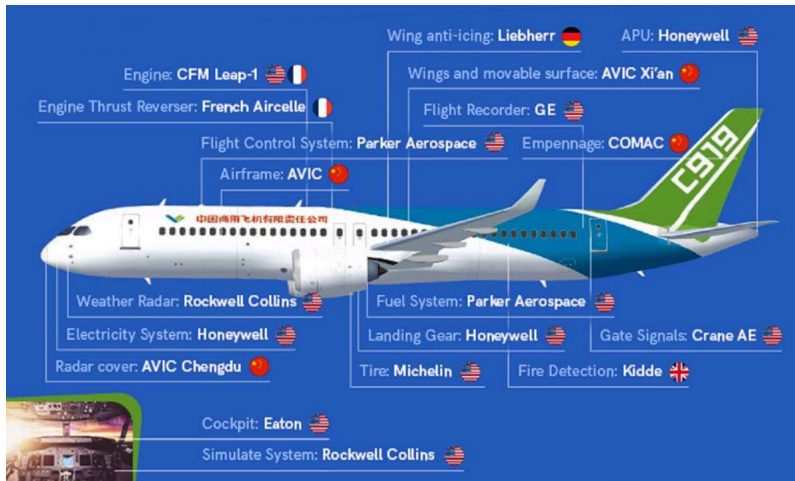 Wing anti-icing: Liebherr
APU: Honeywell
Engine: CFM Leap-1
Wings and movable surface: AVIC Xi'an
Engine Thrust Reverser: French Aircelle
Flight Recorder: GE
Flight Control System: Parker Aerospace
Empennage: COMAC
Airframe: AVIC
C919
中国商用飞机有限责任公司
Weather Radar: Rockwell Collins
Fuel System: Parker Aerospace
Electricity System: Honeywell
Landing Gear: Honeywell
Gate Signals: Crane AE
Radar cover: AVIC Chengdu
Tire: Michelin
Fire Detection: Kidde
Cockpit: Eaton
Simulate System: Rockwell Collins